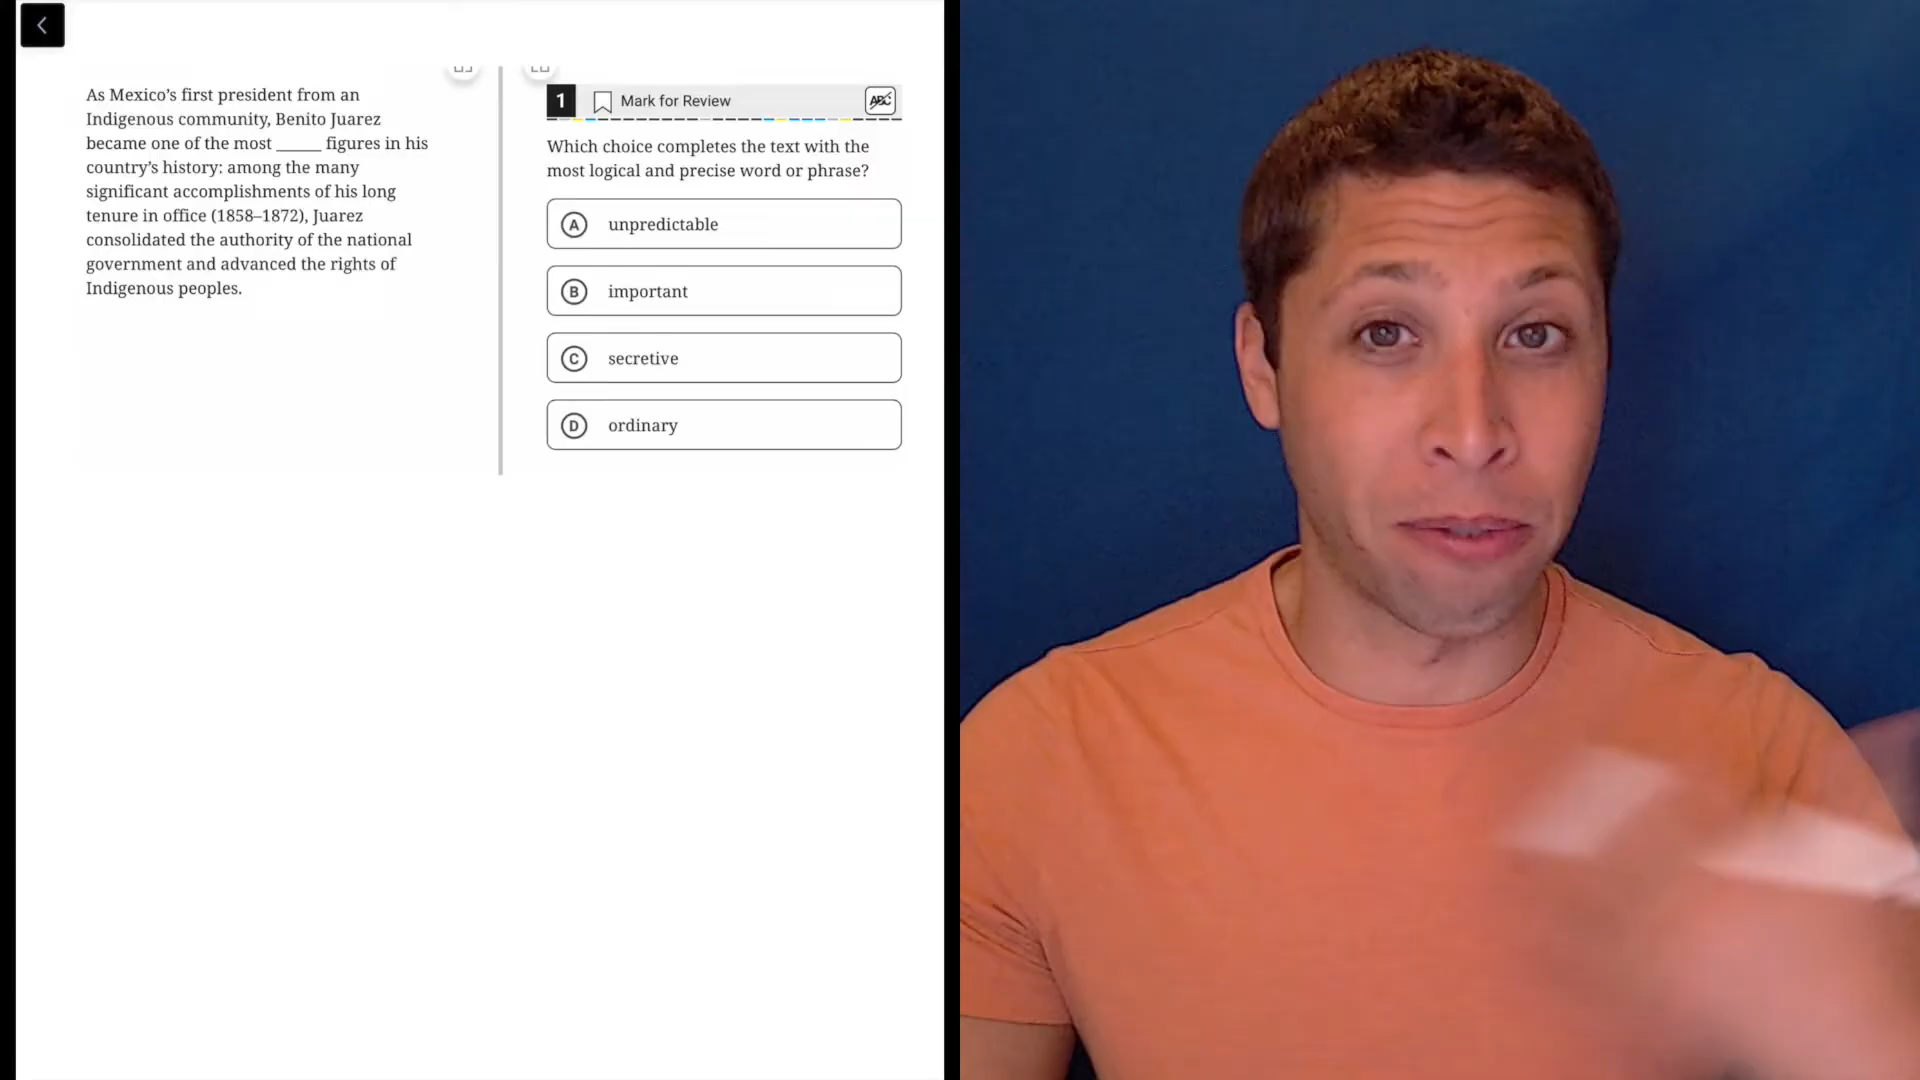 As Mexico’s first president from an
Indigenous community, Benito Juarez
became one of the most ______ figures in his
country’s history: among the many
significant accomplishments of his long
tenure in office (1858–1872), Juarez
consolidated the authority of the national
government and advanced the rights of
Indigenous peoples.
1 Mark for Review ABC
Which choice completes the text with the
most logical and precise word or phrase?
A unpredictable
B important
C secretive
D ordinary